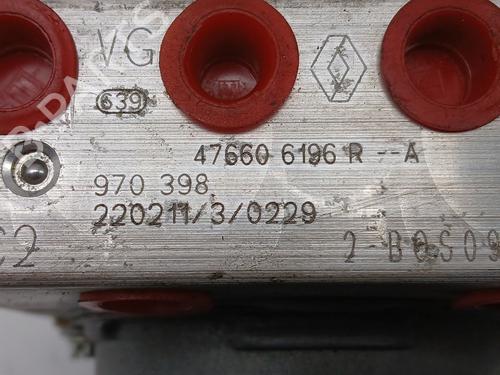 VG
639
47660 6196 R--A
970 398
220211/3/0229
C2
2-B0S09